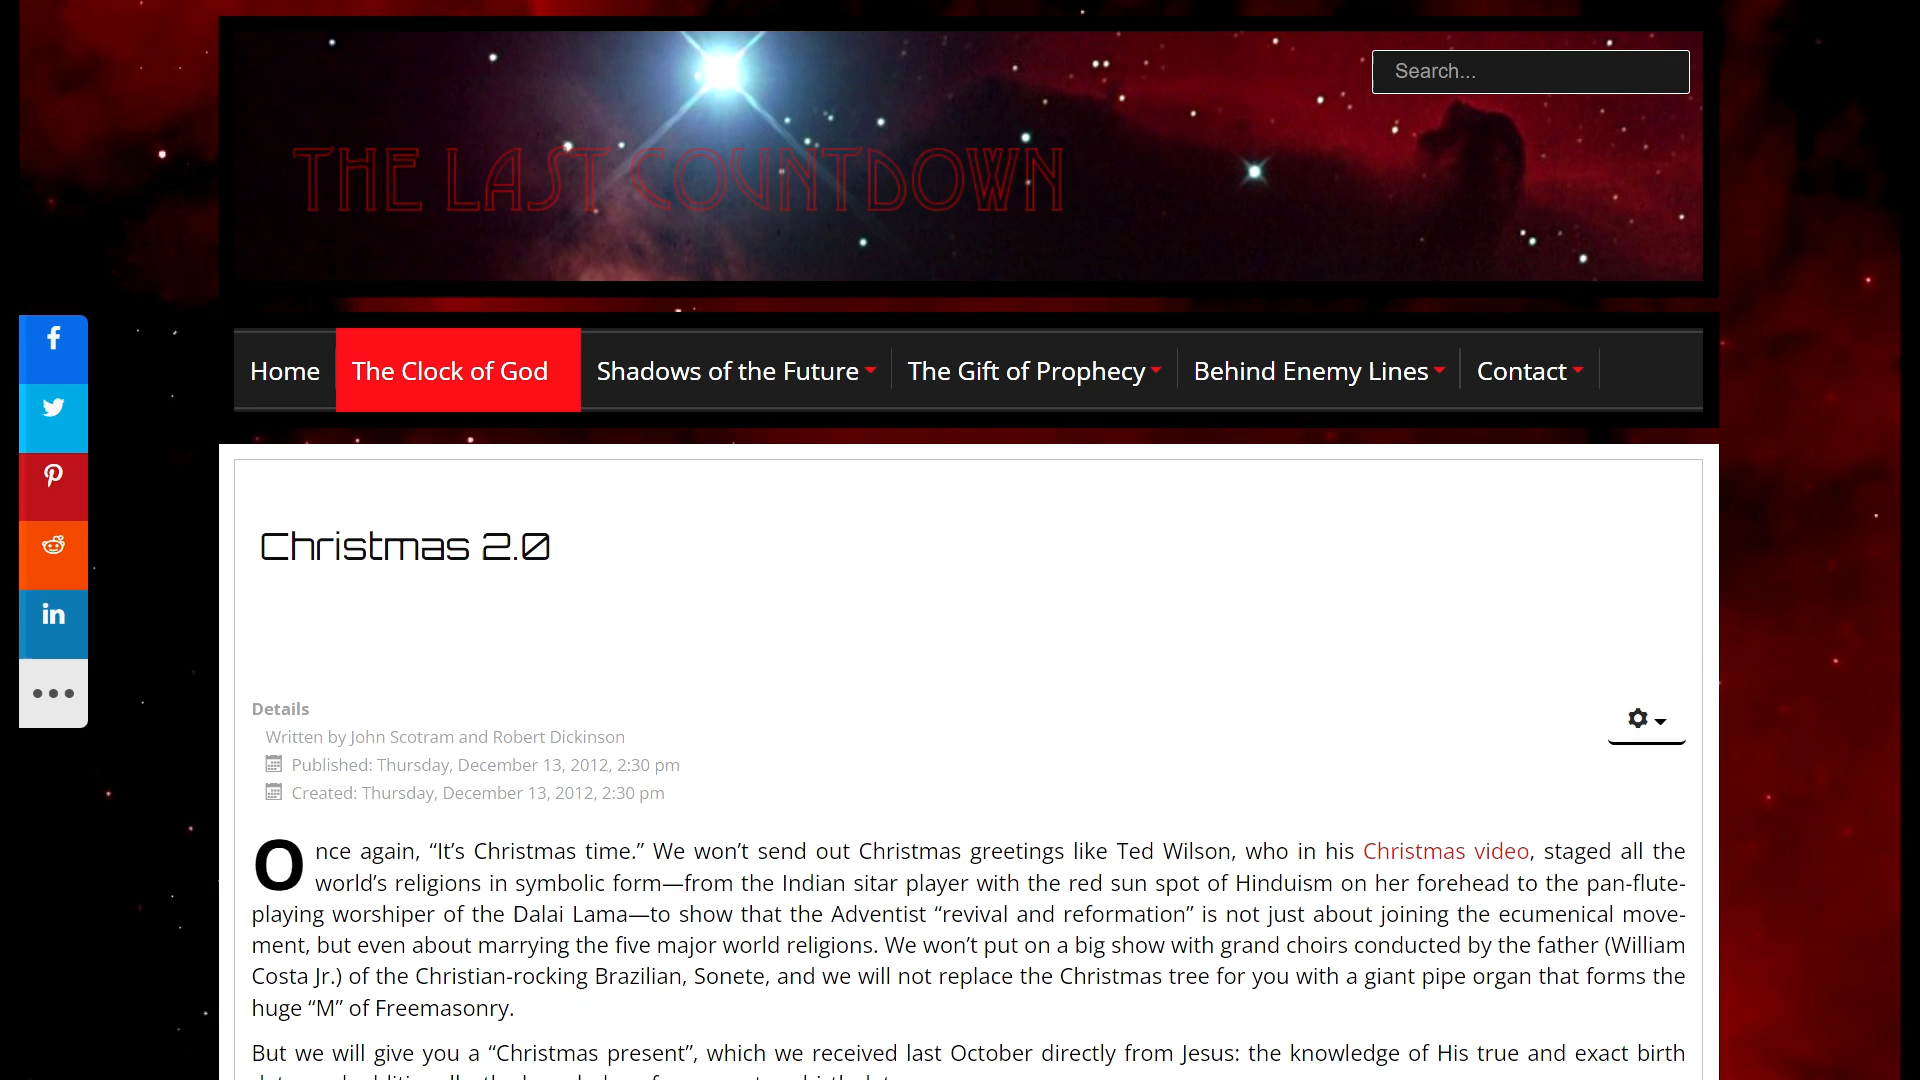 THE LAST COUNTDOWN
Search...
Home
The Clock of God
Shadows of the Future
The Gift of Prophecy
Behind Enemy Lines
Contact
Christmas 2.0
Details
Written by John Scotram and Robert Dickinson
Published: Thursday, December 13, 2012, 2:30 pm
Created: Thursday, December 13, 2012, 2:30 pm
Once again, “It’s Christmas time.” We won’t send out Christmas greetings like Ted Wilson, who in his Christmas video, staged all the
world’s religions in symbolic form—from the Indian sitar player with the red sun spot of Hinduism on her forehead to the pan-flute-
playing worshiper of the Dalai Lama—to show that the Adventist “revival and reformation” is not just about joining the ecumenical move-
ment, but even about marrying the five major world religions. We won’t put on a big show with grand choirs conducted by the father (William
Costa Jr.) of the Christian-rocking Brazilian, Sonete, and we will not replace the Christmas tree for you with a giant pipe organ that forms the
huge “M” of Freemasonry.
But we will give you a “Christmas present”, which we received last October directly from Jesus: the knowledge of His true and exact birth